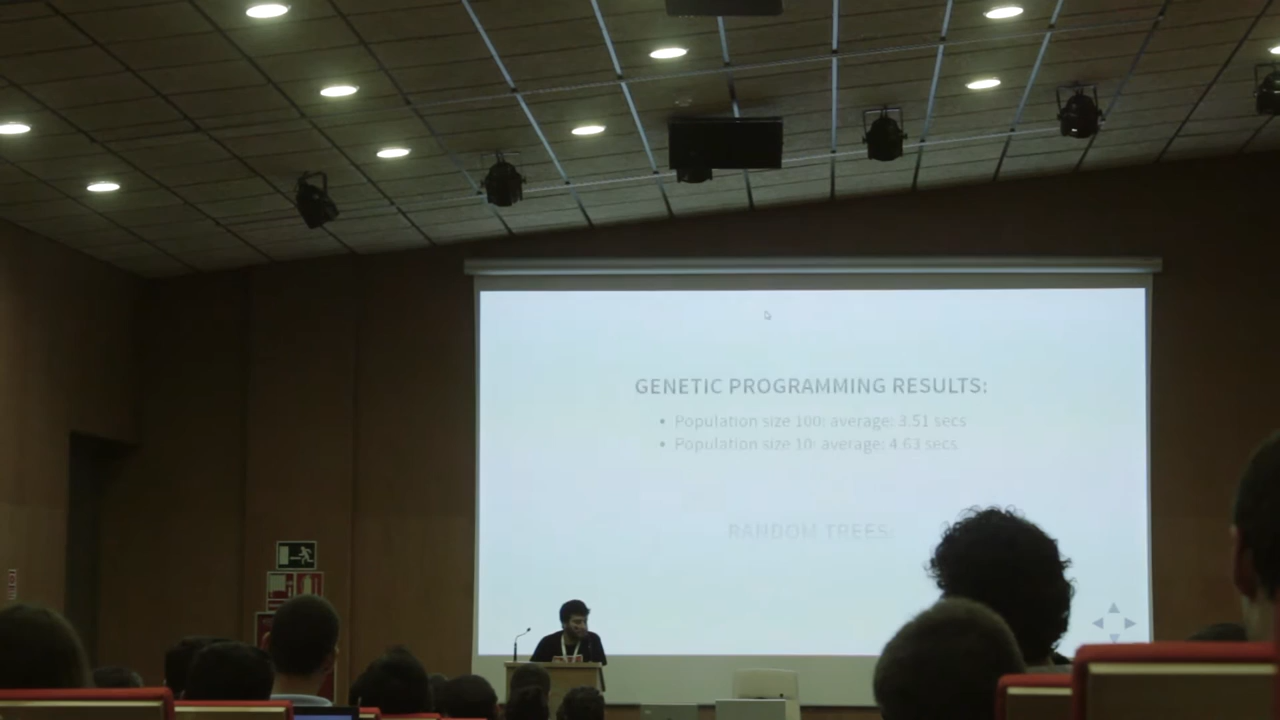 GENETIC PROGRAMMING RESULTS:
• Population size 100: average: 3.51 secs
• Population size 10: average: 4.63 secs
RANDOM TREES: